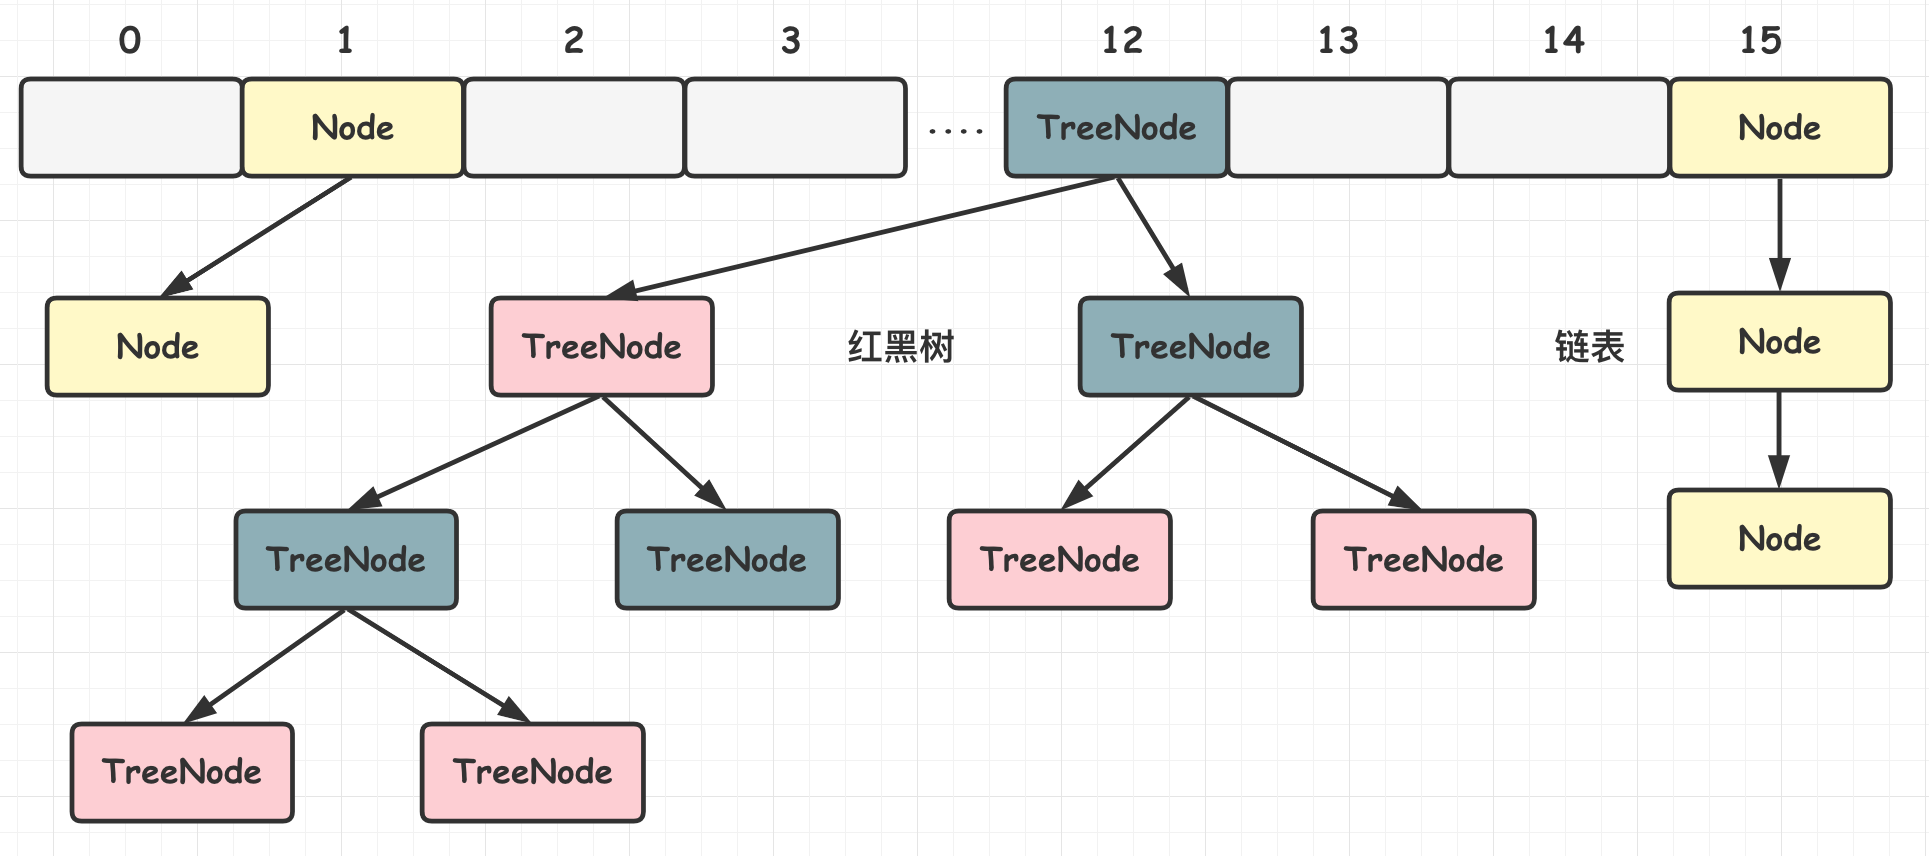 0 1 2 3 12 13 14 15
Node .... TreeNode Node
Node TreeNode 红黑树 TreeNode 链表 Node
TreeNode TreeNode TreeNode TreeNode Node
TreeNode TreeNode